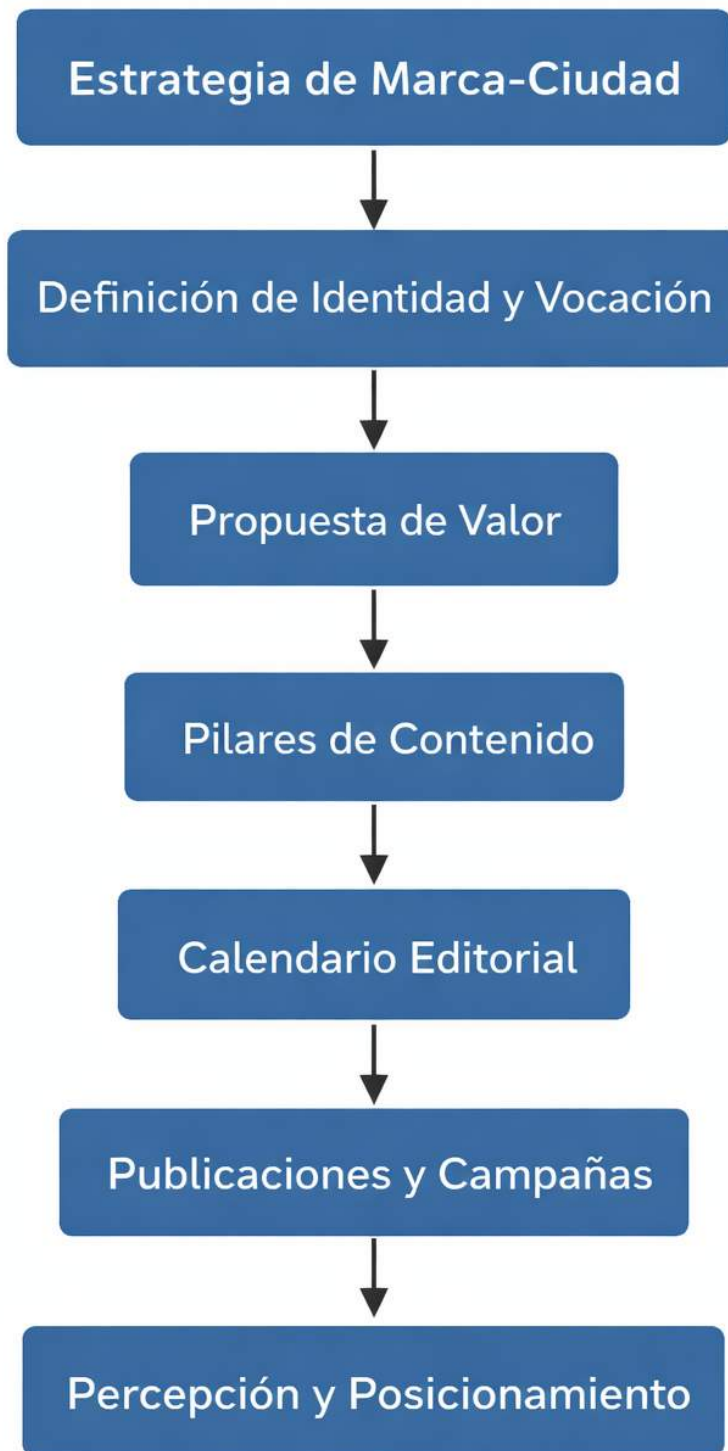 Estrategia de Marca-Ciudad
Definición de Identidad y Vocación
Propuesta de Valor
Pilares de Contenido
Calendario Editorial
Publicaciones y Campañas
Percepción y Posicionamiento